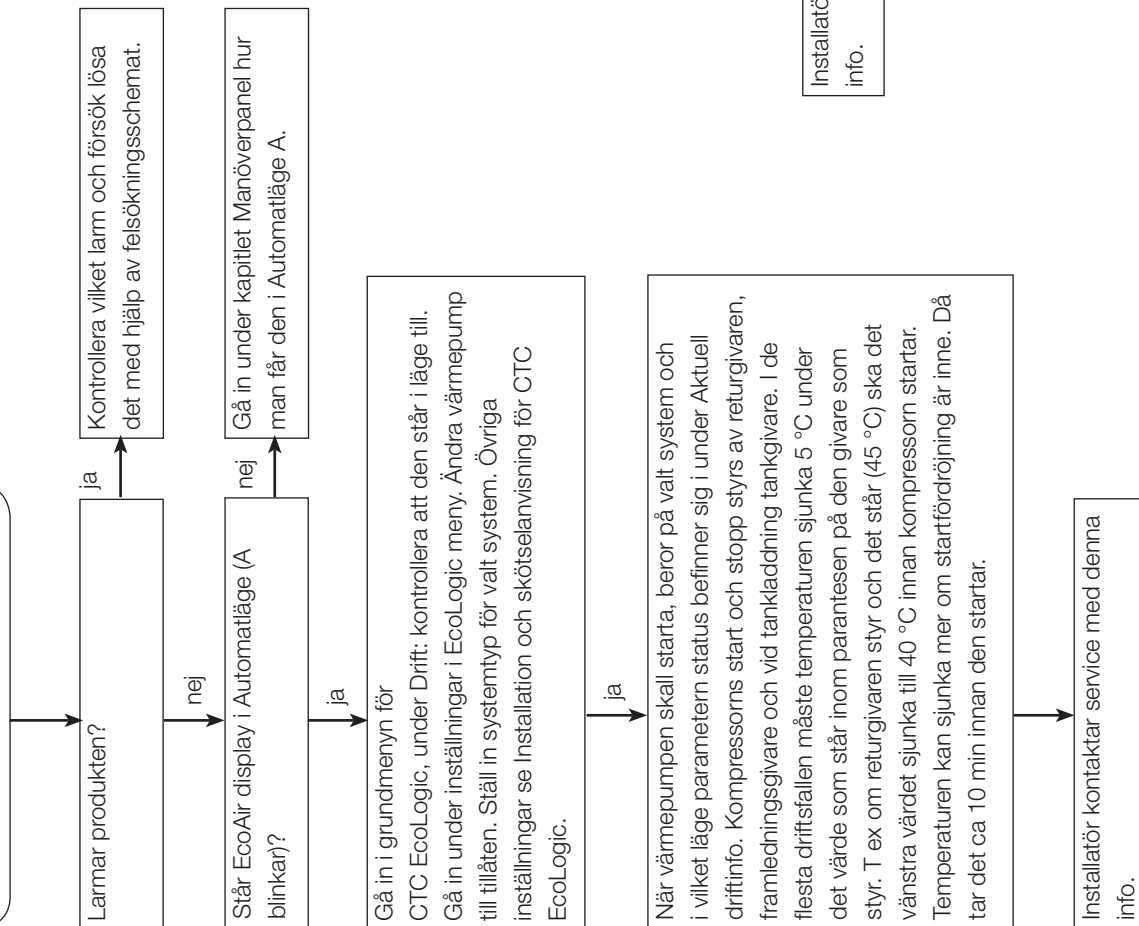 Larmar produkten?
ja
Kontrollera vilket larm och försök lösa
det med hjälp av felsökningsschemat.
nej
Står EcoAir display i Automatläge (A
blinkar)?
nej
Gå in under kapitlet Manöverpanel hur
man får den i Automatläge A.
ja
Gå in i grundmenyn för
CTC EcoLogic, under Drift: kontrollera att den står i läge till.
Gå in under inställningar i EcoLogic meny. Ändra värmepump
till tillåten. Ställ in systemtyp för valt system. Övriga
inställningar se Installation och skötselanvisning för CTC
EcoLogic.
ja
När värmepumpen skall starta, beror på valt system och
i vilket läge parametern status befinner sig i under Aktuell
driftinfo. Kompressorns start och stopp styrs av returgivaren,
framledningsgivare och vid tankladdning tankgivare. I de
flesta driftsfallen måste temperaturen sjunka 5 °C under
det värde som står inom parantesen på den givare som
styr. T ex om returgivaren styr och det står (45 °C) ska det
vänstra värdet sjunka till 40 °C innan kompressorn startar.
Temperaturen kan sjunka mer om startfördröjning är inne. Då
tar det ca 10 min innan den startar.
Installatör kontaktar service med denna
info.
Installatö
info.